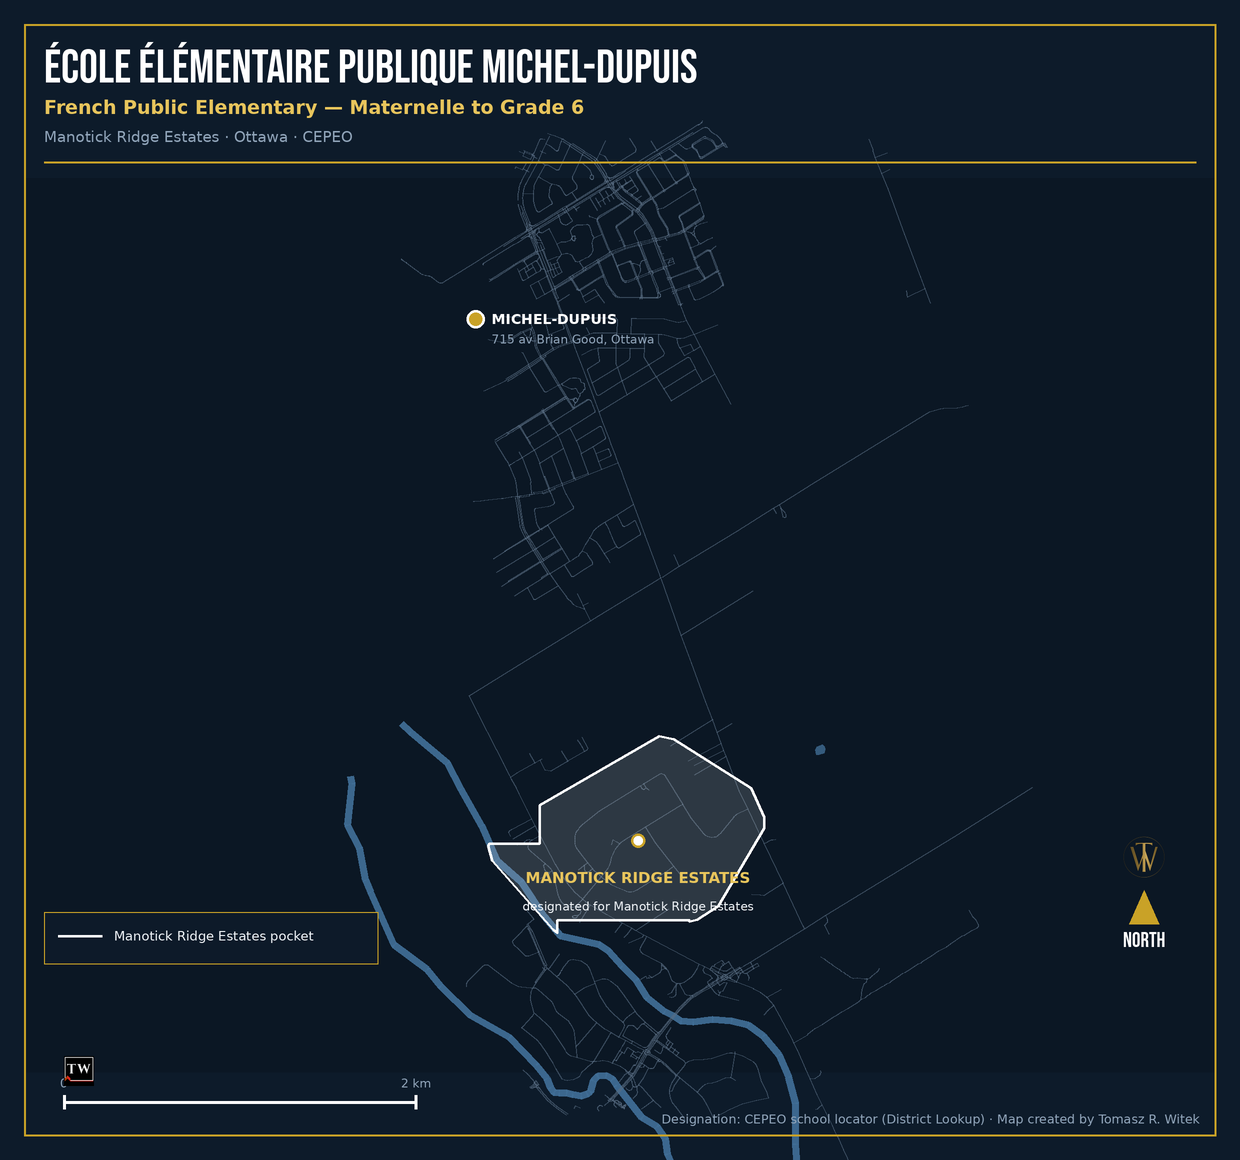 ÉCOLE ÉLÉMENTAIRE PUBLIQUE MICHEL-DUPUIS
French Public Elementary — Maternelle to Grade 6
Manotick Ridge Estates · Ottawa · CEPEO
MICHEL-DUPUIS
715 av Brian Good, Ottawa
MANOTICK RIDGE ESTATES
designated for Manotick Ridge Estates
Manotick Ridge Estates pocket
TW
NORTH
TW
0 2 km
Designation: CEPEO school locator (District Lookup) · Map created by Tomasz R. Witek